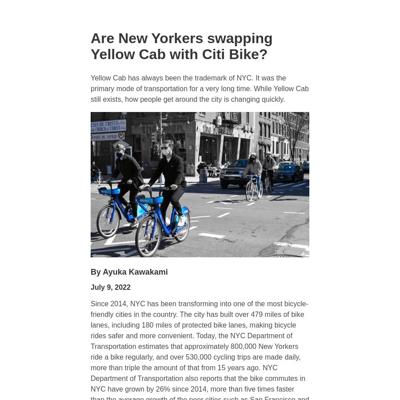 Are New Yorkers swapping
Yellow Cab with Citi Bike?
Yellow Cab has always been the trademark of NYC. It was the
primary mode of transportation for a very long time. While Yellow Cab
still exists, how people get around the city is changing quickly.
By Ayuka Kawakami
July 9, 2022
Since 2014, NYC has been transforming into one of the most bicycle-
friendly cities in the country. The city has built over 479 miles of bike
lanes, including 180 miles of protected bike lanes, making bicycle
rides safer and more convenient. Today, the NYC Department of
Transportation estimates that approximately 800,000 New Yorkers
ride a bike regularly, and over 530,000 cycling trips are made daily,
more than triple the amount of that from 15 years ago. NYC
Department of Transportation also reports that the bike commutes in
NYC have grown by 26% since 2014, more than five times faster
than the average growth of the peer cities such as San Francisco and